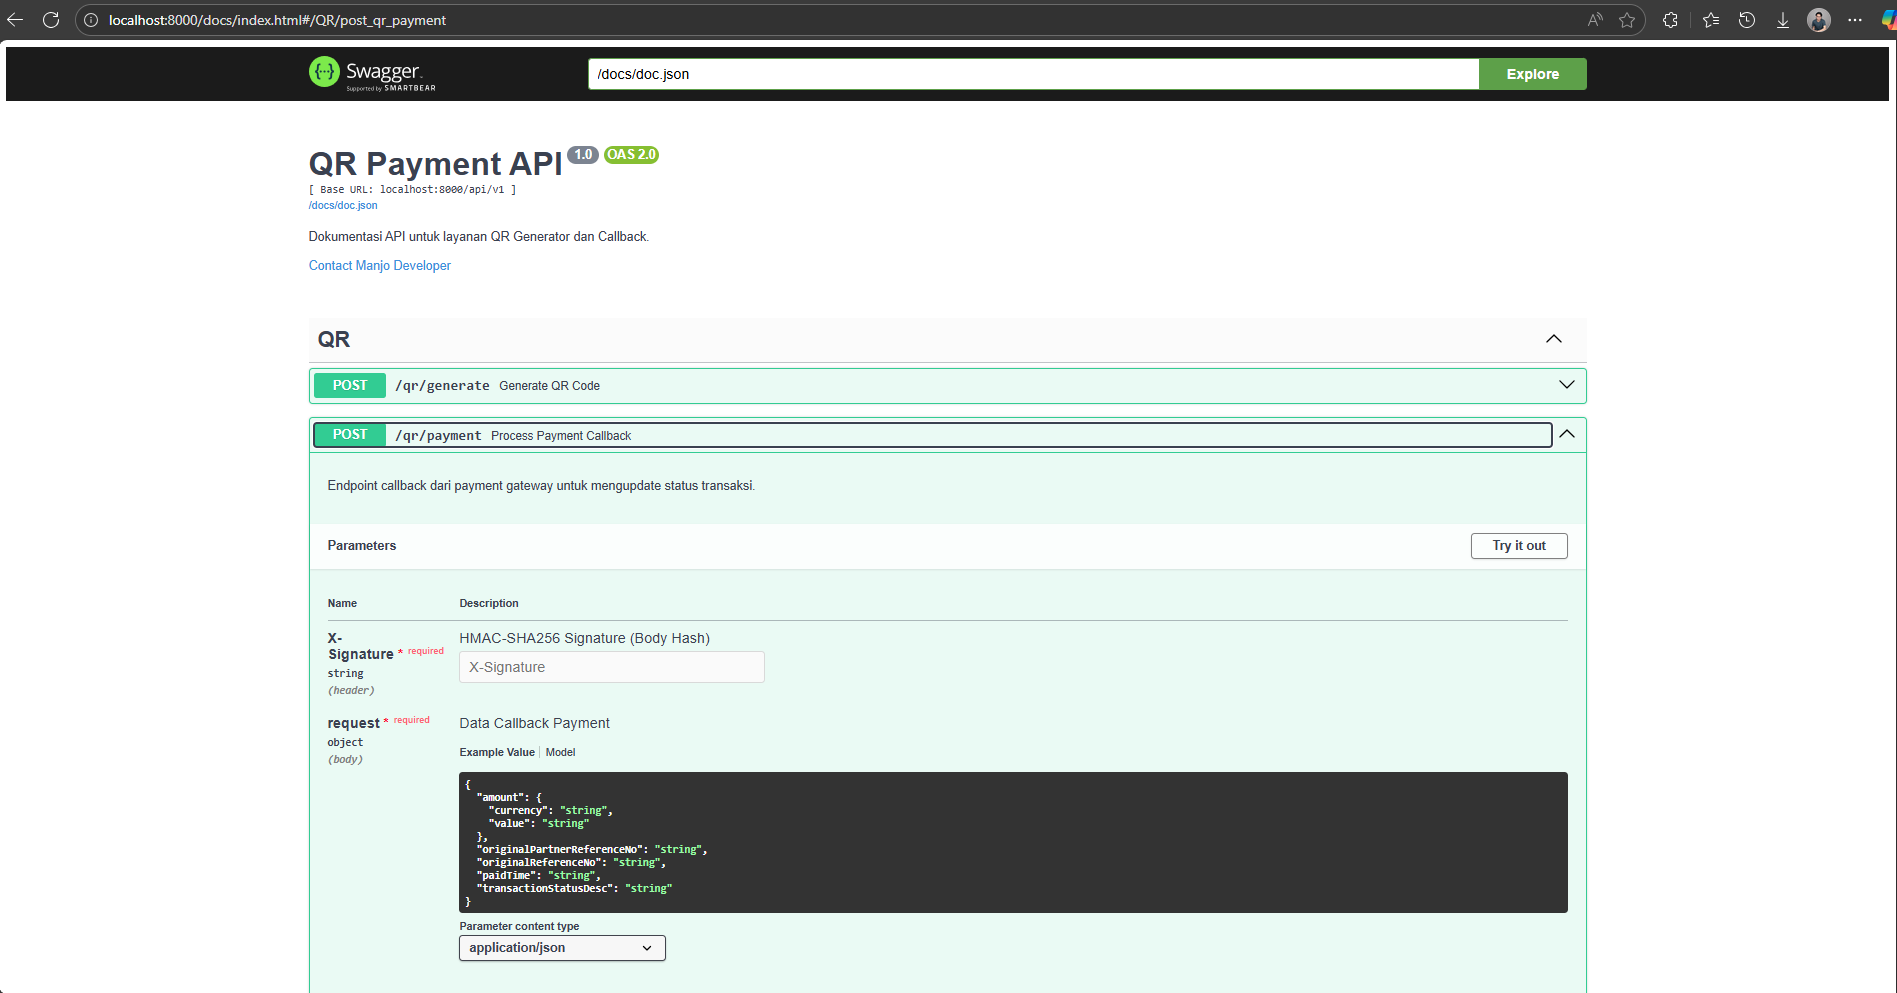 localhost:8000/docs/index.html#/QR/post_qr_payment
Swagger.
Supported by SMARTBEAR
/docs/doc.json
Explore
QR Payment API 1.0 OAS 2.0
[ Base URL: localhost:8000/api/v1 ]
/docs/doc.json
Dokumentasi API untuk layanan QR Generator dan Callback.
Contact Manjo Developer
QR
POST /qr/generate Generate QR Code
POST /qr/payment Process Payment Callback
Endpoint callback dari payment gateway untuk mengupdate status transaksi.
Parameters
Try it out
Name Description
X-Signature * required
string
(header)
HMAC-SHA256 Signature (Body Hash)
X-Signature
request * required
object
(body)
Data Callback Payment
Example Value | Model
{
  "amount": {
    "currency": "string",
    "value": "string"
  },
  "originalPartnerReferenceNo": "string",
  "originalReferenceNo": "string",
  "paidTime": "string",
  "transactionStatusDesc": "string"
}
Parameter content type
application/json